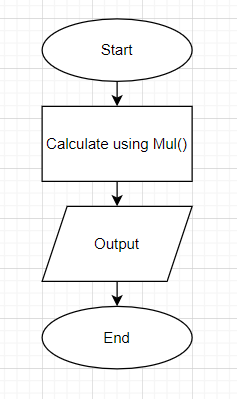 Start
Calculate using Mul()
Output
End